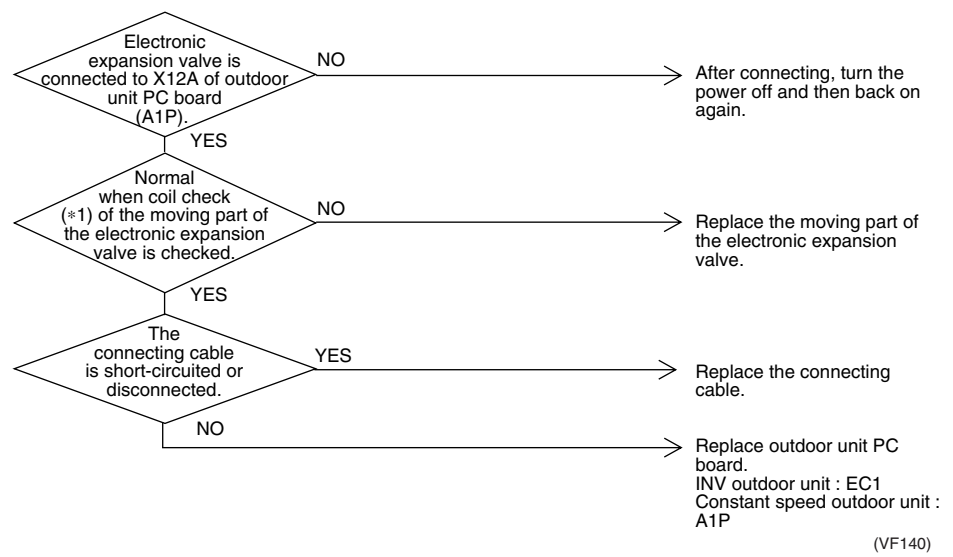 Electronic
expansion valve is
connected to X12A of outdoor
unit PC board
(A1P).
NO
After connecting, turn the
power off and then back on
again.
YES
Normal
when coil check
(*1) of the moving part of
the electronic expansion
valve is checked.
NO
Replace the moving part of
the electronic expansion
valve.
YES
The
connecting cable
is short-circuited or
disconnected.
YES
Replace the connecting
cable.
NO
Replace outdoor unit PC
board.
INV outdoor unit : EC1
Constant speed outdoor unit :
A1P
(VF140)